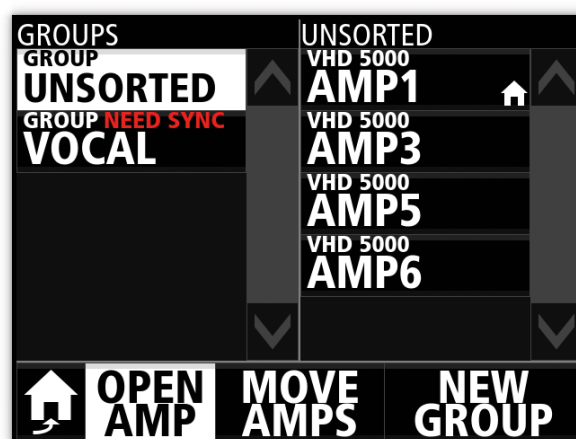 GROUPS
GROUP
UNSORTED
GROUP NEED SYNC
VOCAL
UNSORTED
VHD 5000
AMP1
VHD 5000
AMP3
VHD 5000
AMP5
VHD 5000
AMP6
OPEN
AMP
MOVE
AMPS
NEW
GROUP